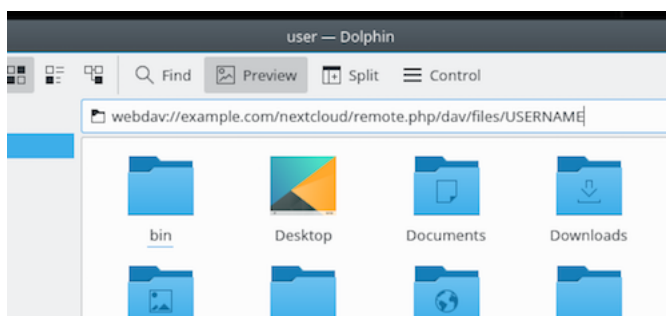 user — Dolphin
Find Preview Split Control
webdav://example.com/nextcloud/remote.php/dav/files/USERNAME
bin Desktop Documents Downloads